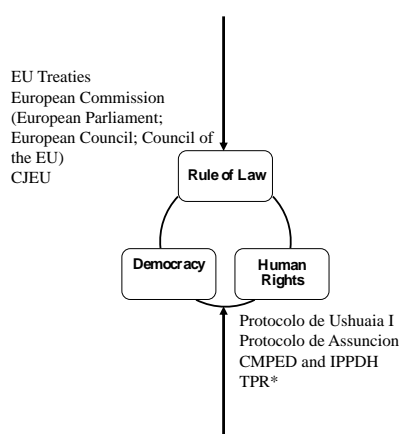 EU Treaties
European Commission
(European Parliament;
European Council; Council of
the EU)
CJEU
Rule of Law
Democracy
Human
Rights
Protocolo de Ushuaia I
Protocolo de Assuncion
CMPED and IPPDH
TPR*